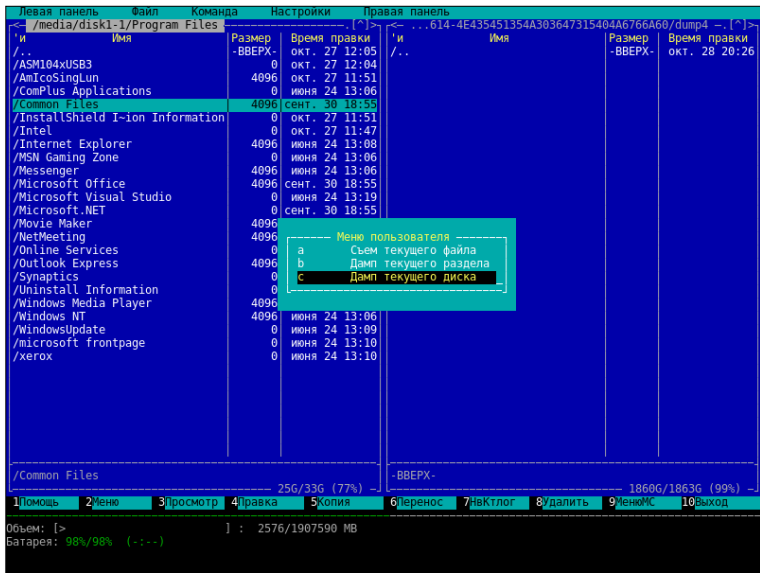 Левая панель Файл Команда Настройки Правая панель
<— /media/disk1-1/Program Files .[^]> <— ...614-4E435451354A303647315404A6766A60/dump4 —.[^]>
'и Имя Размер Время правки 'и Имя Размер Время правки
/.. -ВВЕРХ- окт. 27 12:05 /.. -ВВЕРХ- окт. 28 20:26
/ASM104xUSB3 0 окт. 27 12:04
/AmIcoSingLun 4096 окт. 27 11:51
/ComPlus Applications 0 июня 24 13:06
/Common Files 4096 сент. 30 18:55
/InstallShield I~ion Information 0 окт. 27 11:51
/Intel 0 окт. 27 11:47
/Internet Explorer 4096 июня 24 13:08
/MSN Gaming Zone 0 июня 24 13:06
/Messenger 4096 июня 24 13:06
/Microsoft Office 4096 сент. 30 18:55
/Microsoft Visual Studio 0 июня 24 13:19
/Microsoft.NET 0 сент. 30 18:55
/Movie Maker 4096
/NetMeeting 4096 Меню пользователя
/Online Services 0 a Съем текущего файла
/Outlook Express 4096 b Дамп текущего раздела
/Synaptics 0 c Дамп текущего диска
/Uninstall Information 0
/Windows Media Player 4096
/Windows NT 4096 июня 24 13:06
/WindowsUpdate 0 июня 24 13:09
/microsoft frontpage 0 июня 24 13:10
/xerox 0 июня 24 13:10
/Common Files -ВВЕРХ-
25G/33G (77%) 1860G/1863G (99%)
1Помощь 2Меню 3Просмотр 4Правка 5Копия 6Перенос 7НвКтлог 8Удалить 9МенюMC 10Выход
Объем: [> ] : 2576/1907590 MB
Батарея: 98%/98% (-:--)